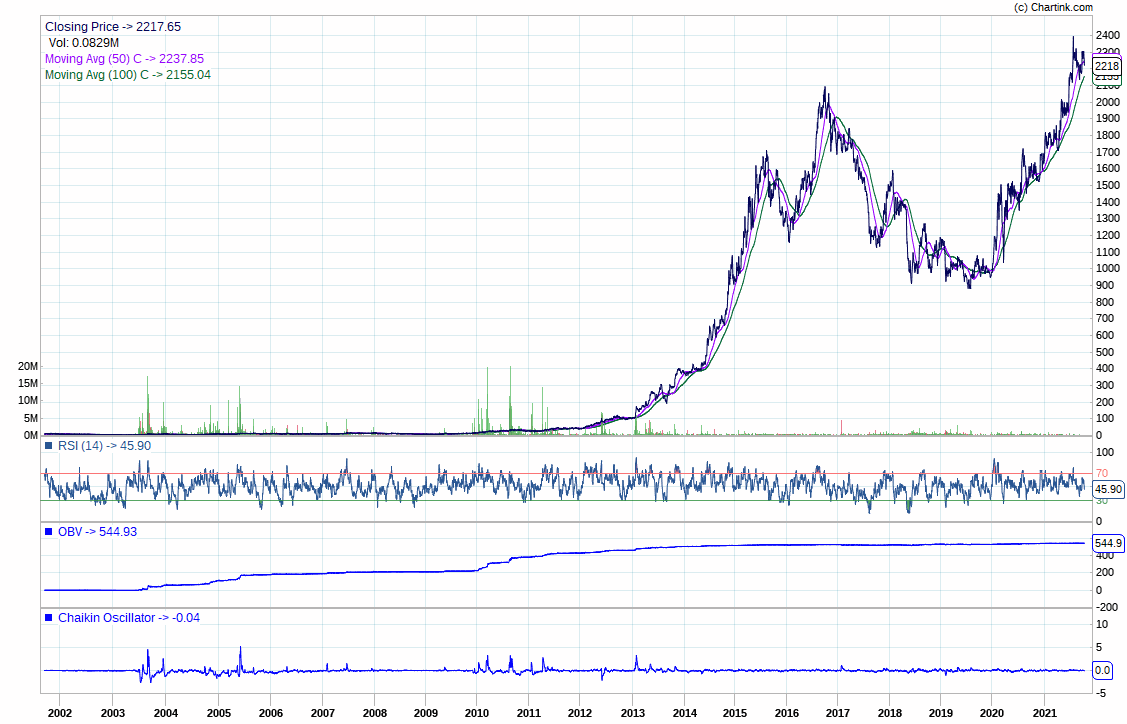 (c) Chartink.com
Closing Price -> 2217.65
Vol: 0.0829M
Moving Avg (50) C -> 2237.85
Moving Avg (100) C -> 2155.04
2400
2300
2218
2155
2100
2000
1900
1800
1700
1600
1500
1400
1300
1200
1100
1000
900
800
700
600
500
400
300
200
100
0
20M
15M
10M
5M
0M
RSI (14) -> 45.90
100
70
45.90
30
0
OBV -> 544.93
544.9
400
200
0
-200
Chaikin Oscillator -> -0.04
10
5
0.0
-5
2002 2003 2004 2005 2006 2007 2008 2009 2010 2011 2012 2013 2014 2015 2016 2017 2018 2019 2020 2021